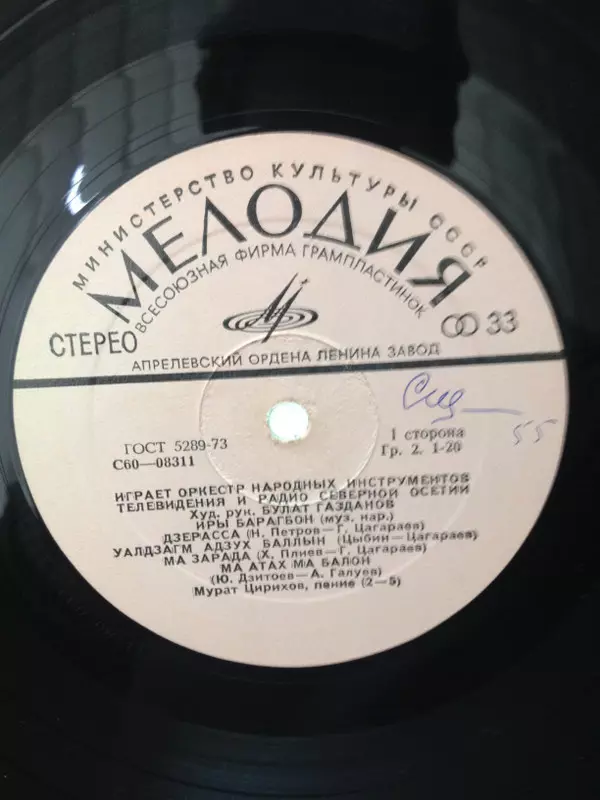 МИНИСТЕРСТВО КУЛЬТУРЫ СССР
МЕЛОДИЯ
ВСЕСОЮЗНАЯ ФИРМА ГРАМПЛАСТИНОК
СТЕРЕО
33
АПРЕЛЕВСКИЙ ОРДЕНА ЛЕНИНА ЗАВОД
ГОСТ 5289-73
С60—08311
1 сторона
Гр. 2. 1-20
55
ИГРАЕТ ОРКЕСТР НАРОДНЫХ ИНСТРУМЕНТОВ
ТЕЛЕВИДЕНИЯ И РАДИО СЕВЕРНОЙ ОСЕТИИ
Худ. рук. БУЛАТ ГАЗДАНОВ
ИРЫ БАРАГБОН (муз. нар.)
ДЗЕРАССА (Н. Петров—Г. Цагараев)
УАЛДЗАГМ АДЗУХ БАЛЛЫН (Цыбин—Цагараев)
МА ЗАРАДА (Х. Плиев—Г. Цагараев)
МА АТАХ МА БАЛОН
(Ю. Дзитоев—А. Галуев)
Мурат Цирихов, пение (2—5)